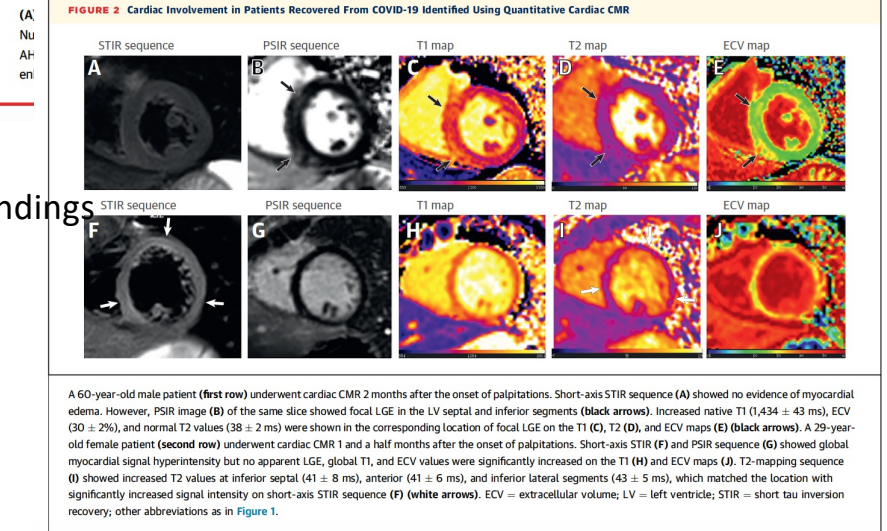 (A)
Nu
AH
enl
ndings
FIGURE 2 Cardiac Involvement in Patients Recovered From COVID-19 Identified Using Quantitative Cardiac CMR
STIR sequence PSIR sequence T1 map T2 map ECV map
A B C D E
STIR sequence PSIR sequence T1 map T2 map ECV map
F G H I J
A 60-year-old male patient (first row) underwent cardiac CMR 2 months after the onset of palpitations. Short-axis STIR sequence (A) showed no evidence of myocardial
edema. However, PSIR image (B) of the same slice showed focal LGE in the LV septal and inferior segments (black arrows). Increased native T1 (1,434 ± 43 ms), ECV
(30 ± 2%), and normal T2 values (38 ± 2 ms) were shown in the corresponding location of focal LGE on the T1 (C), T2 (D), and ECV maps (E) (black arrows). A 29-year-
old female patient (second row) underwent cardiac CMR 1 and a half months after the onset of palpitations. Short-axis STIR (F) and PSIR sequence (G) showed global
myocardial signal hyperintensity but no apparent LGE, global T1, and ECV values were significantly increased on the T1 (H) and ECV maps (J). T2-mapping sequence
(I) showed increased T2 values at inferior septal (41 ± 8 ms), anterior (41 ± 6 ms), and inferior lateral segments (43 ± 5 ms), which matched the location with
significantly increased signal intensity on short-axis STIR sequence (F) (white arrows). ECV = extracellular volume; LV = left ventricle; STIR = short tau inversion
recovery; other abbreviations as in Figure 1.